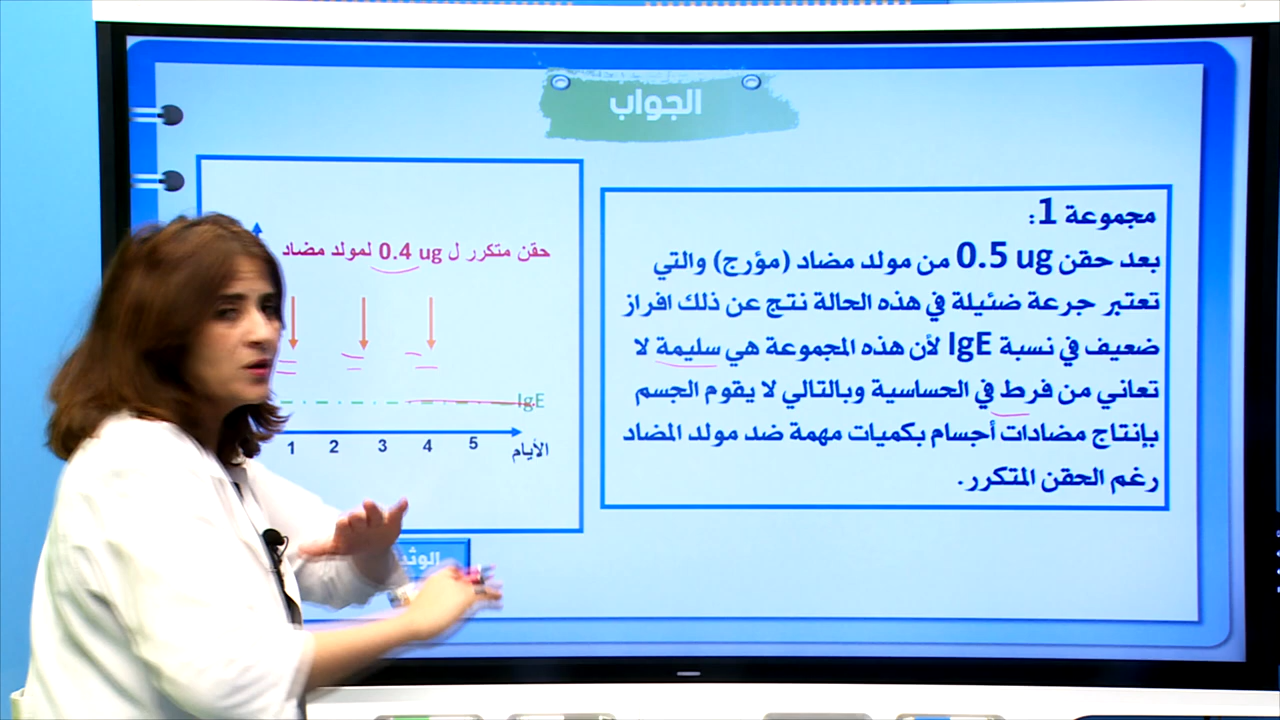 الجواب
مجموعة 1:
بعد حقن 0.5 ug من مولد مضاد (مؤرج) والتي
تعتبر جرعة ضئيلة في هذه الحالة نتج عن ذلك افراز
ضعيف في نسبة IgE لأن هذه المجموعة هي سليمة لا
تعاني من فرط في الحساسية وبالتالي لا يقوم الجسم
بإنتاج مضادات أجسام بكميات مهمة ضد مولد المضاد
رغم الحقن المتكرر.
حقن متكرر ل 0.4 ug لمولد مضاد
IgE
1 2 3 4 5 الأيام